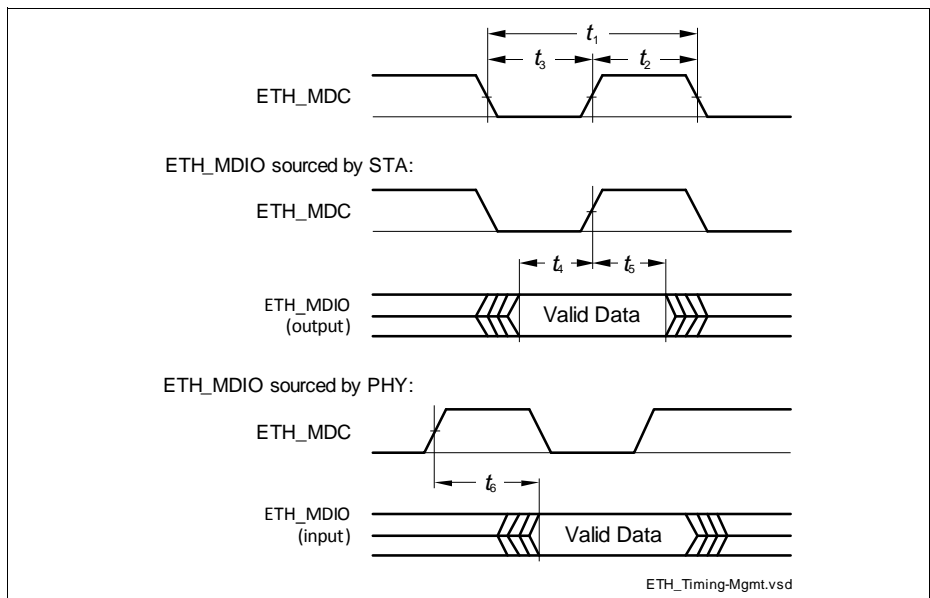 t1
t3
t2
ETH_MDC
ETH_MDIO sourced by STA:
ETH_MDC
t4
t5
ETH_MDIO
(output)
Valid Data
ETH_MDIO sourced by PHY:
ETH_MDC
t6
ETH_MDIO
(input)
Valid Data
ETH_Timing-Mgmt.vsd